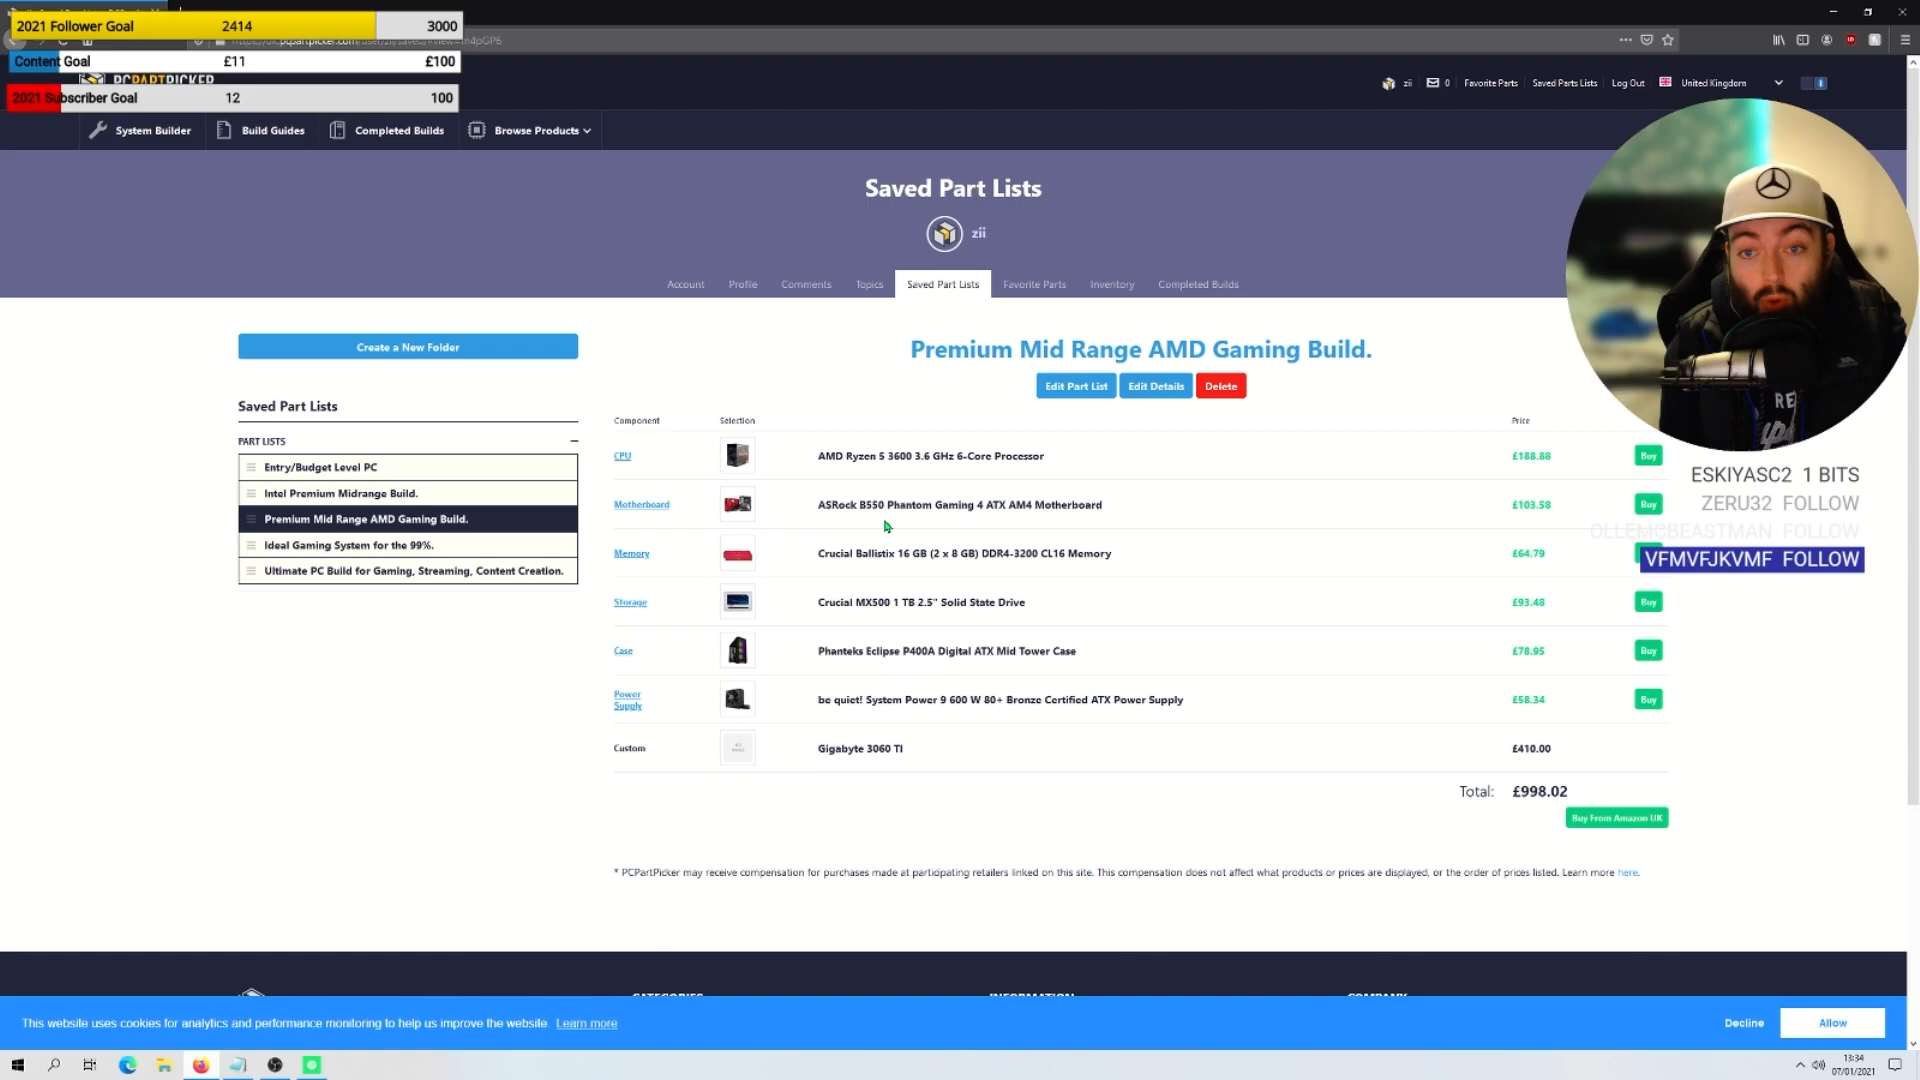 2021 Follower Goal 2414 3000
pcpartpicker.com
Content Goal £11 £100
PCPARTPICKER
2021 Subscriber Goal 12 100
zii 0 Favorite Parts Saved Parts Lists Log Out United Kingdom
System Builder Build Guides Completed Builds Browse Products
Saved Part Lists
zii
Account Profile Comments Topics Saved Part Lists Favorite Parts Inventory Completed Builds
Create a New Folder
Saved Part Lists
PART LISTS
Entry/Budget Level PC
Intel Premium Midrange Build.
Premium Mid Range AMD Gaming Build.
Ideal Gaming System for the 99%.
Ultimate PC Build for Gaming, Streaming, Content Creation.
Premium Mid Range AMD Gaming Build.
Edit Part List Edit Details Delete
Component Selection Price
CPU AMD Ryzen 5 3600 3.6 GHz 6-Core Processor £188.88 Buy
Motherboard ASRock B550 Phantom Gaming 4 ATX AM4 Motherboard £103.58 Buy
Memory Crucial Ballistix 16 GB (2 x 8 GB) DDR4-3200 CL16 Memory £64.79
Storage Crucial MX500 1 TB 2.5" Solid State Drive £93.48 Buy
Case Phanteks Eclipse P400A Digital ATX Mid Tower Case £78.95 Buy
Power
Supply be quiet! System Power 9 600 W 80+ Bronze Certified ATX Power Supply £58.34 Buy
Custom Gigabyte 3060 TI £410.00
Total: £998.02
Buy From Amazon UK
* PCPartPicker may receive compensation for purchases made at participating retailers linked on this site. This compensation does not affect what products or prices are displayed, or the order of prices listed. Learn more here.
ESKIYASC2 1 BITS
ZERU32 FOLLOW
OLLEMCBEASTMAN FOLLOW
VFMVFJKVMF FOLLOW
CATEGORIES INFORMATION COMPANY
This website uses cookies for analytics and performance monitoring to help us improve the website. Learn more
Decline Allow
13:34
07/01/2021